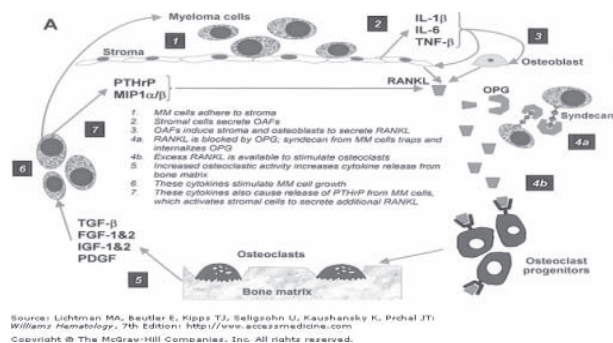 A
Myeloma cells
1
2
IL-1β
IL-6
TNF-β
3
Stroma
Osteoblast
RANKL
PTHrP
MIP1α/β
OPG
Syndecan
4a
7
1. MM cells adhere to stroma
2. Stromal cells secrete OAFs
3. OAFs induce stroma and osteoblasts to secrete RANKL
4a. RANKL is blocked by OPG; syndecan from MM cells traps and
internalizes OPG
4b. Excess RANKL is available to stimulate osteoclasts
5. Increased osteoclastic activity increases cytokine release from
bone matrix
6. These cytokines stimulate MM cell growth
7. These cytokines also cause release of PTHrP from MM cells,
which activates stromal cells to secrete additional RANKL
6
4b
TGF-β
FGF-1&2
IGF-1&2
PDGF
5
Osteoclasts
Bone matrix
Osteoclast
progenitors
Source: Lichtman MA, Beutler E, Kipps TJ, Seligsohn U, Kaushansky K, Prchal JT:
Williams Hematology, 7th Edition: http://www.accessmedicine.com
Copyright © The McGraw-Hill Companies, Inc. All rights reserved.